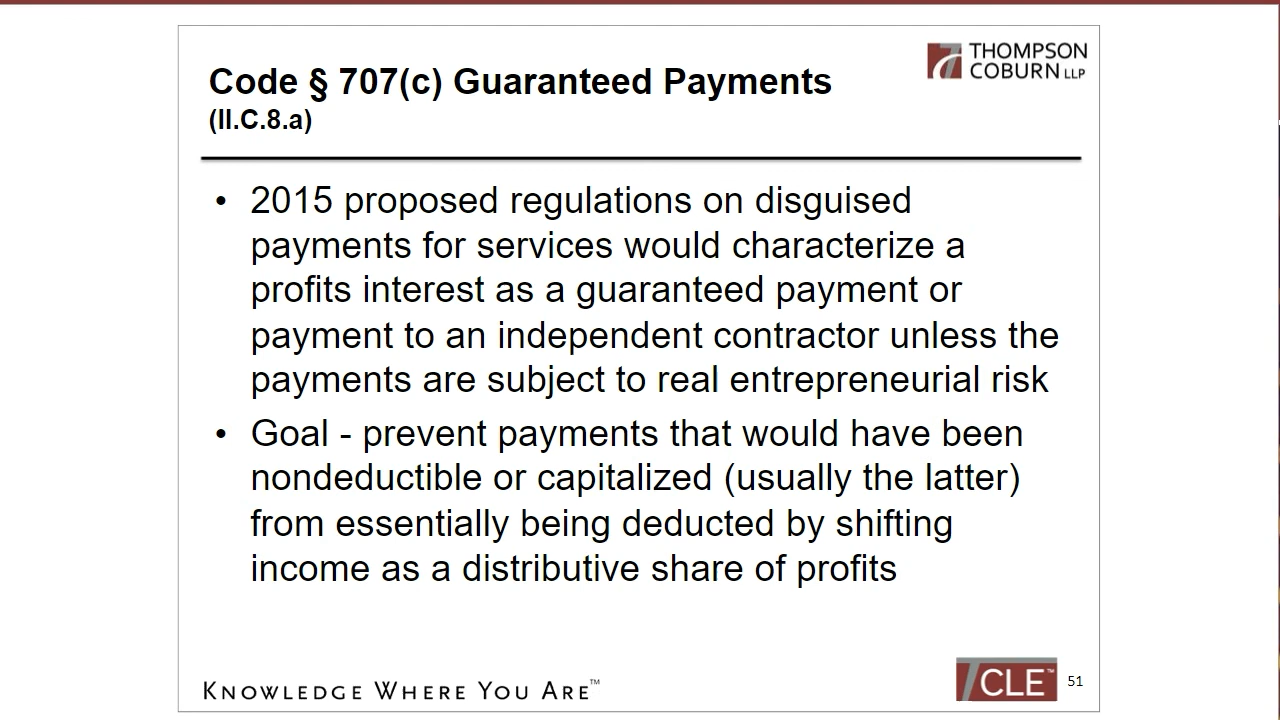 THOMPSON
COBURN LLP
Code § 707(c) Guaranteed Payments
(II.C.8.a)
• 2015 proposed regulations on disguised
payments for services would characterize a
profits interest as a guaranteed payment or
payment to an independent contractor unless the
payments are subject to real entrepreneurial risk
• Goal - prevent payments that would have been
nondeductible or capitalized (usually the latter)
from essentially being deducted by shifting
income as a distributive share of profits
KNOWLEDGE WHERE YOU ARE™
CLE™
51